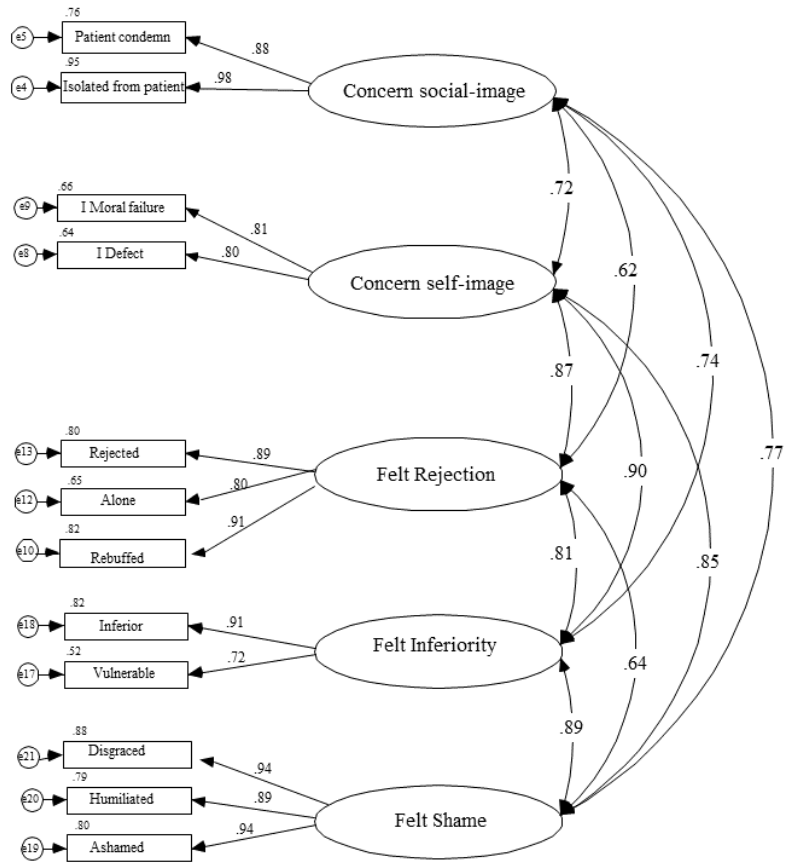 .76
e5
Patient condemn
.88
.95
e4
Isolated from patient
.98
Concern social-image
.72
.66
e9
I Moral failure
.81
.64
e8
I Defect
.80
Concern self-image
.62
.74
.87
.77
.80
e13
Rejected
.89
.65
e12
Alone
.80
Felt Rejection
.90
.82
e10
Rebuffed
.91
.81
.85
.82
e18
Inferior
.91
.52
e17
Vulnerable
.72
Felt Inferiority
.64
.89
.88
e21
Disgraced
.94
.79
e20
Humiliated
.89
.80
e19
Ashamed
.94
Felt Shame